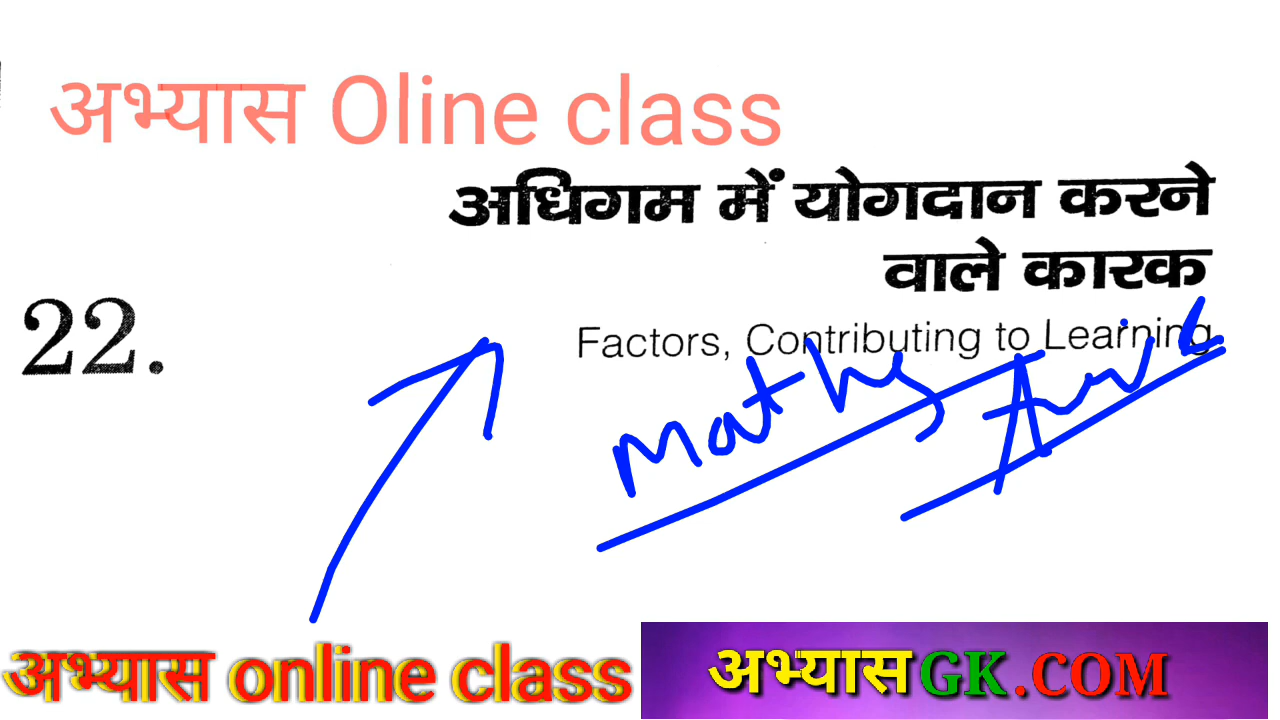 अभ्यास Oline class
अधिगम में योगदान करने
वाले कारक
22.
Factors, Contributing to Learning
Maths
अभ्यास online class
अभ्यास GK.COM